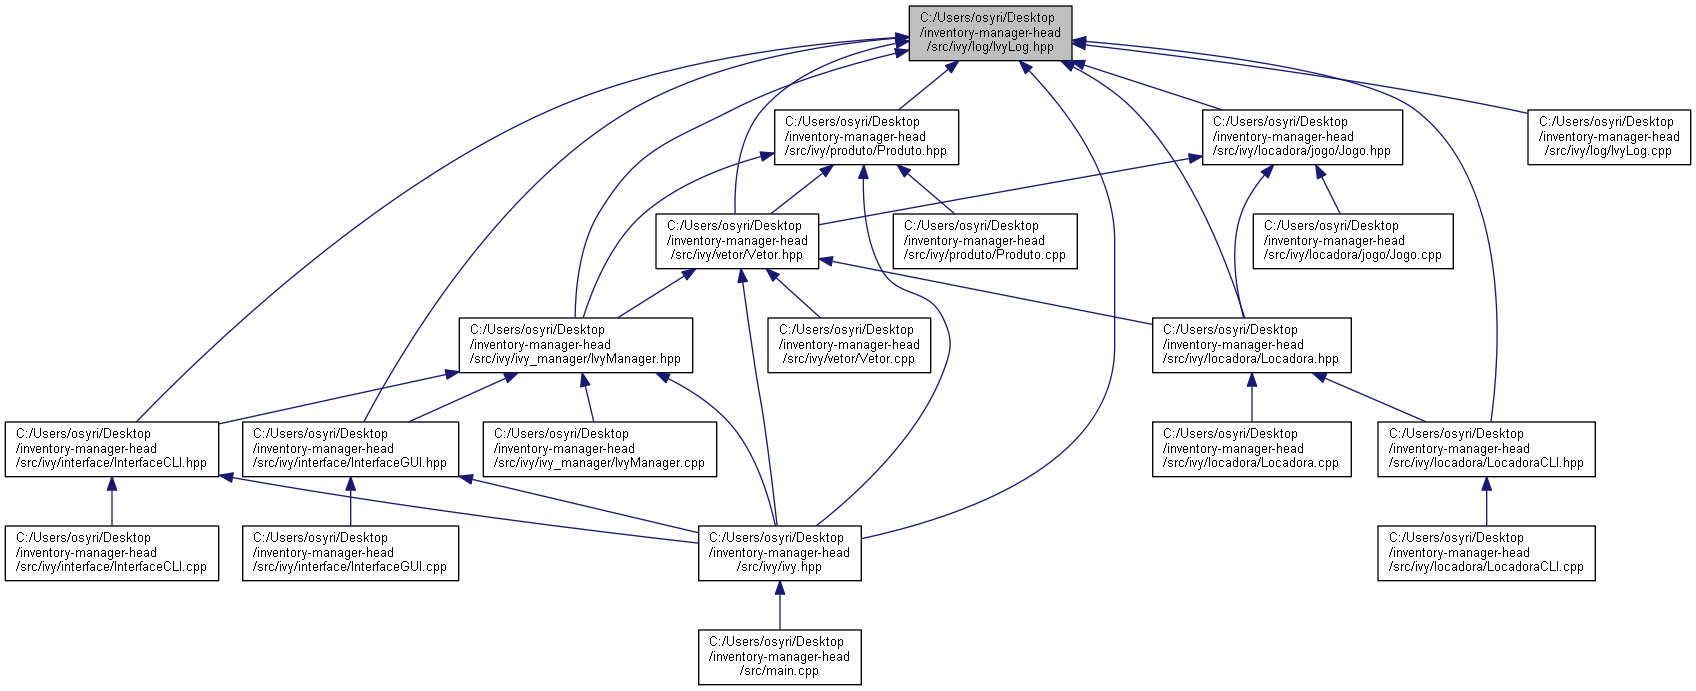 C:/Users/osyri/Desktop
/inventory-manager-head
/src/ivy/log/IvyLog.hpp
C:/Users/osyri/Desktop
/inventory-manager-head
/src/ivy/produto/Produto.hpp
C:/Users/osyri/Desktop
/inventory-manager-head
/src/ivy/locadora/jogo/Jogo.hpp
C:/Users/osyri/Desktop
/inventory-manager-head
/src/ivy/log/IvyLog.cpp
C:/Users/osyri/Desktop
/inventory-manager-head
/src/ivy/vetor/Vetor.hpp
C:/Users/osyri/Desktop
/inventory-manager-head
/src/ivy/produto/Produto.cpp
C:/Users/osyri/Desktop
/inventory-manager-head
/src/ivy/locadora/jogo/Jogo.cpp
C:/Users/osyri/Desktop
/inventory-manager-head
/src/ivy/ivy_manager/IvyManager.hpp
C:/Users/osyri/Desktop
/inventory-manager-head
/src/ivy/vetor/Vetor.cpp
C:/Users/osyri/Desktop
/inventory-manager-head
/src/ivy/locadora/Locadora.hpp
C:/Users/osyri/Desktop
/inventory-manager-head
/src/ivy/interface/InterfaceCLI.hpp
C:/Users/osyri/Desktop
/inventory-manager-head
/src/ivy/interface/InterfaceGUI.hpp
C:/Users/osyri/Desktop
/inventory-manager-head
/src/ivy/ivy_manager/IvyManager.cpp
C:/Users/osyri/Desktop
/inventory-manager-head
/src/ivy/locadora/Locadora.cpp
C:/Users/osyri/Desktop
/inventory-manager-head
/src/ivy/locadora/LocadoraCLI.hpp
C:/Users/osyri/Desktop
/inventory-manager-head
/src/ivy/interface/InterfaceCLI.cpp
C:/Users/osyri/Desktop
/inventory-manager-head
/src/ivy/interface/InterfaceGUI.cpp
C:/Users/osyri/Desktop
/inventory-manager-head
/src/ivy/ivy.hpp
C:/Users/osyri/Desktop
/inventory-manager-head
/src/ivy/locadora/LocadoraCLI.cpp
C:/Users/osyri/Desktop
/inventory-manager-head
/src/main.cpp